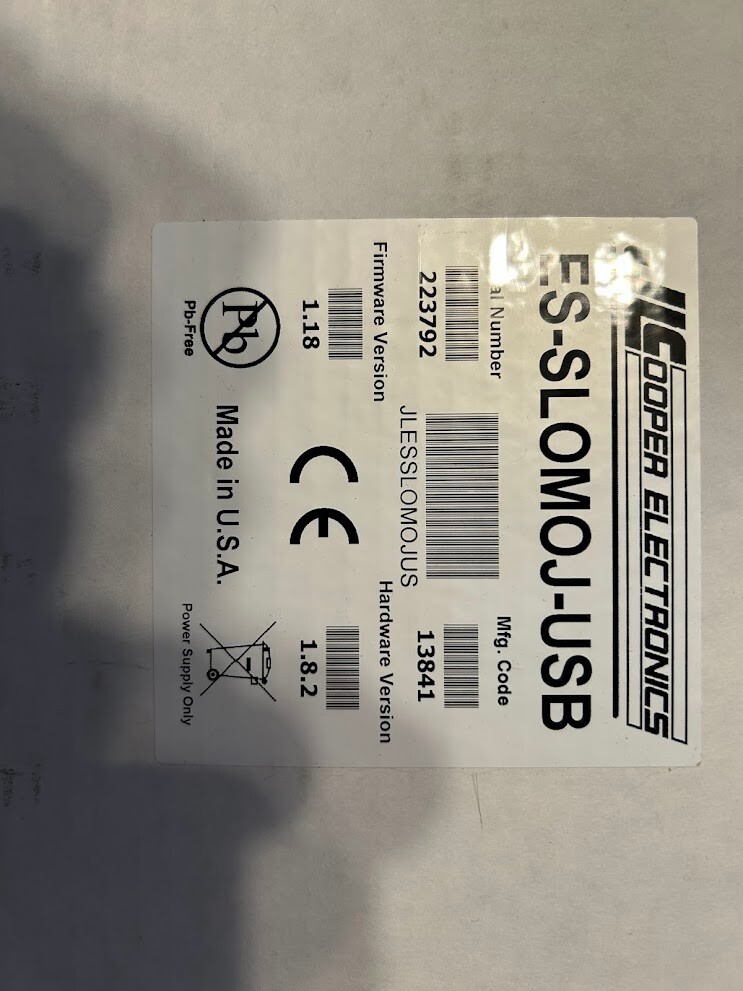 JLCOOPER ELECTRONICS
ES-SLOMOJ-USB
al Number
223792
JLESSLOMOJUS
Mfg. Code
13841
Firmware Version
1.18
Hardware Version
1.8.2
Pb
Pb-Free
Made in U.S.A.
CE
Power Supply Only